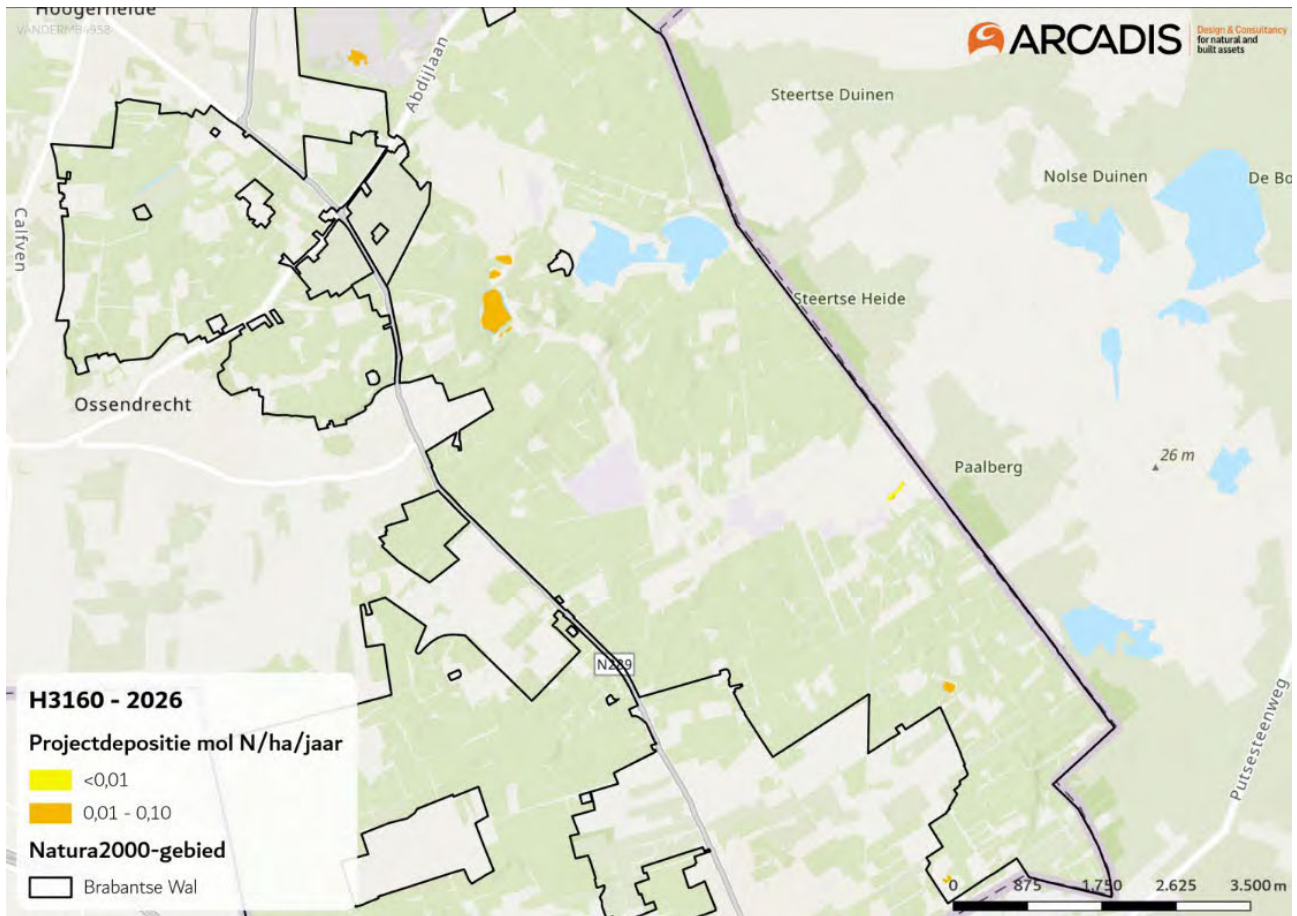 Hoogerheide
VANDERMB4958
Abdijlaan
ARCADIS
Design & Consultancy
for natural and
built assets
Steertse Duinen
Nolse Duinen
De Bo
Calfven
Steertse Heide
Ossendrecht
Paalberg
26 m
N289
Putsesteenweg
H3160 - 2026
Projectdepositie mol N/ha/jaar
<0,01
0,01 - 0,10
Natura2000-gebied
Brabantse Wal
0 875 1.750 2.625 3.500 m